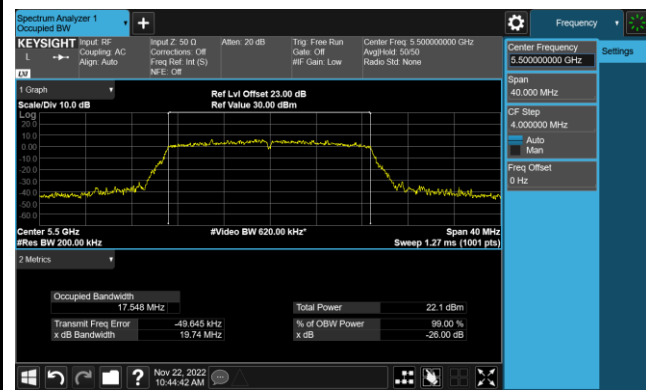 Spectrum Analyzer 1
Occupied BW
Frequency
KEYSIGHT
L
LXI
Input: RF
Coupling: AC
Align: Auto
Input Z: 50 Ω
Corrections: Off
Freq Ref: Int (S)
NFE: Off
Atten: 20 dB
Trig: Free Run
Gate: Off
#IF Gain: Low
Center Freq: 5.500000000 GHz
Avg|Hold: 50/50
Radio Std: None
Center Frequency
5.500000000 GHz
Settings
Span
40.000 MHz
CF Step
4.000000 MHz
Auto
Man
Freq Offset
0 Hz
1 Graph
Scale/Div 10.0 dB
Ref Lvl Offset 23.00 dB
Ref Value 30.00 dBm
Log
20.0
10.0
0.00
-10.0
-20.0
-30.0
-40.0
-50.0
-60.0
Center 5.5 GHz
#Res BW 200.00 kHz
#Video BW 620.00 kHz*
Span 40 MHz
Sweep 1.27 ms (1001 pts)
2 Metrics
Occupied Bandwidth
17.548 MHz
Total Power 22.1 dBm
Transmit Freq Error -49.645 kHz
% of OBW Power 99.00 %
x dB Bandwidth 19.74 MHz
x dB -26.00 dB
?
Nov 22, 2022
10:44:42 AM